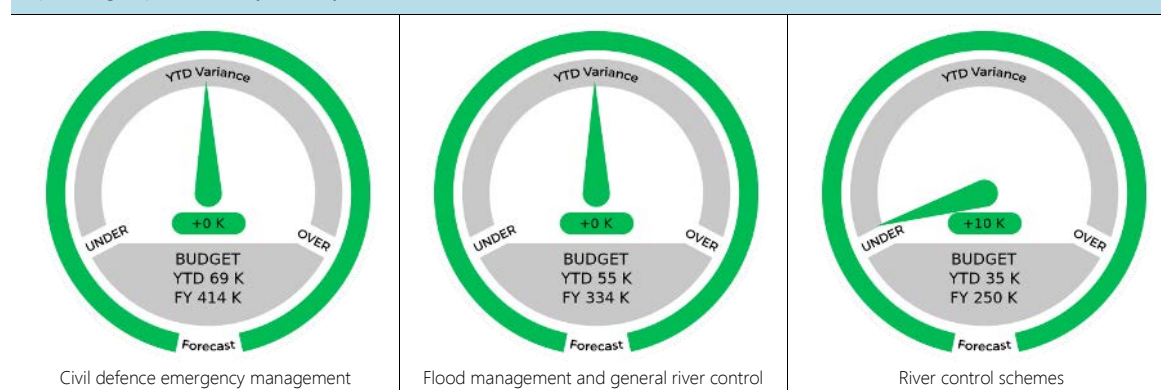 YTD Variance
+0 K
UNDER
OVER
BUDGET
YTD 69 K
FY 414 K
Forecast
Civil defence emergency management
YTD Variance
+0 K
UNDER
OVER
BUDGET
YTD 55 K
FY 334 K
Forecast
Flood management and general river control
YTD Variance
+10 K
UNDER
OVER
BUDGET
YTD 35 K
FY 250 K
Forecast
River control schemes